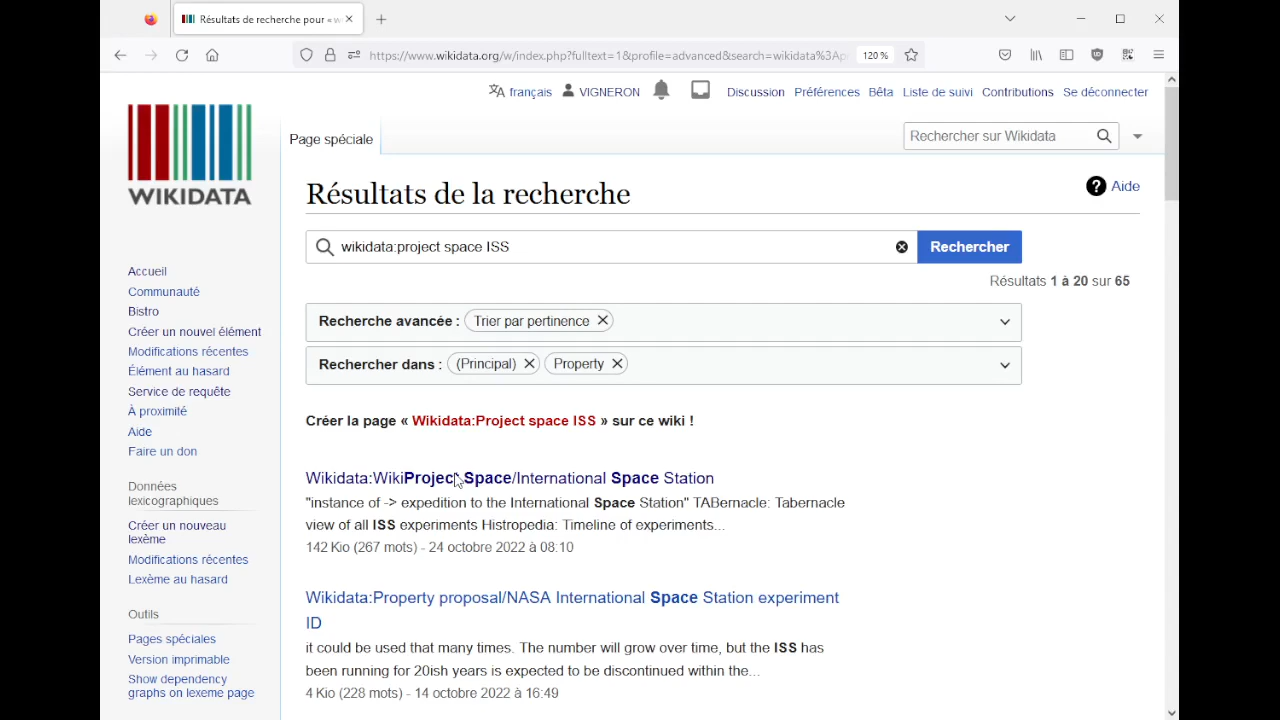 Résultats de recherche pour « w
https://www.wikidata.org/w/index.php?fulltext=1&profile=advanced&search=wikidata%3Apr
120 %
français VIGNERON Discussion Préférences Bêta Liste de suivi Contributions Se déconnecter
WIKIDATA
Page spéciale
Rechercher sur Wikidata
Résultats de la recherche
Aide
wikidata:project space ISS
Rechercher
Résultats 1 à 20 sur 65
Recherche avancée : Trier par pertinence
Rechercher dans : (Principal) Property
Créer la page « Wikidata:Project space ISS » sur ce wiki !
Wikidata:WikiProject Space/International Space Station
"instance of -> expedition to the International Space Station" TABernacle: Tabernacle
view of all ISS experiments Histropedia: Timeline of experiments...
142 Kio (267 mots) - 24 octobre 2022 à 08:10
Wikidata:Property proposal/NASA International Space Station experiment
ID
it could be used that many times. The number will grow over time, but the ISS has
been running for 20ish years is expected to be discontinued within the...
4 Kio (228 mots) - 14 octobre 2022 à 16:49
Accueil
Communauté
Bistro
Créer un nouvel élément
Modifications récentes
Élément au hasard
Service de requête
À proximité
Aide
Faire un don
Données
lexicographiques
Créer un nouveau
lexème
Modifications récentes
Lexème au hasard
Outils
Pages spéciales
Version imprimable
Show dependency
graphs on lexeme page